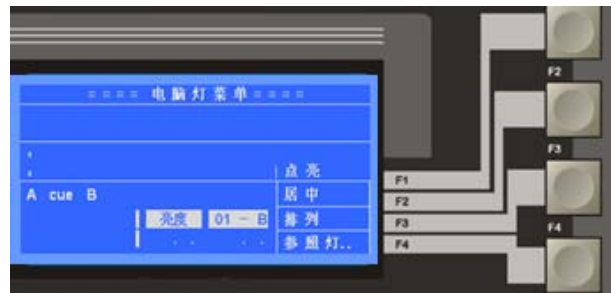 ==== 电脑灯菜单====
:
:
点亮
A cue B
居中
亮度 01 - B
排列
. . . .
参照灯..
F1
F2
F3
F4
F2
F3
F4